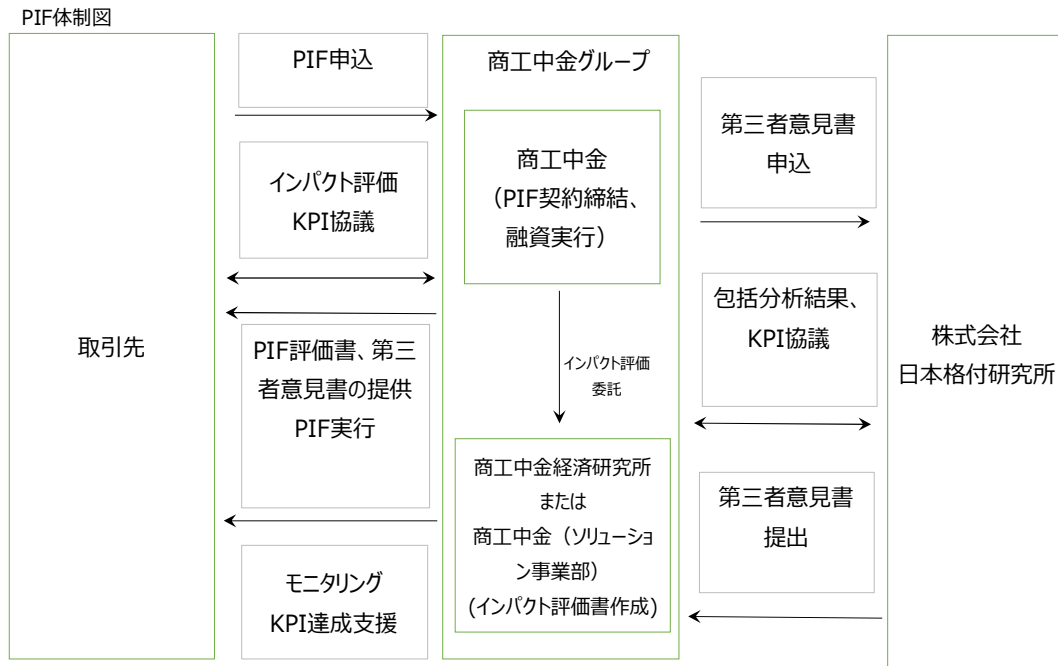 PIF体制図
取引先
PIF申込
インパクト評価
KPI協議
PIF評価書、第三
者意見書の提供
PIF実行
モニタリング
KPI達成支援
商工中金グループ
商工中金
（PIF契約締結、
融資実行）
インパクト評価
委託
商工中金経済研究所
または
商工中金（ソリューショ
ン事業部）
(インパクト評価書作成)
第三者意見書
申込
包括分析結果、
KPI協議
第三者意見書
提出
株式会社
日本格付研究所